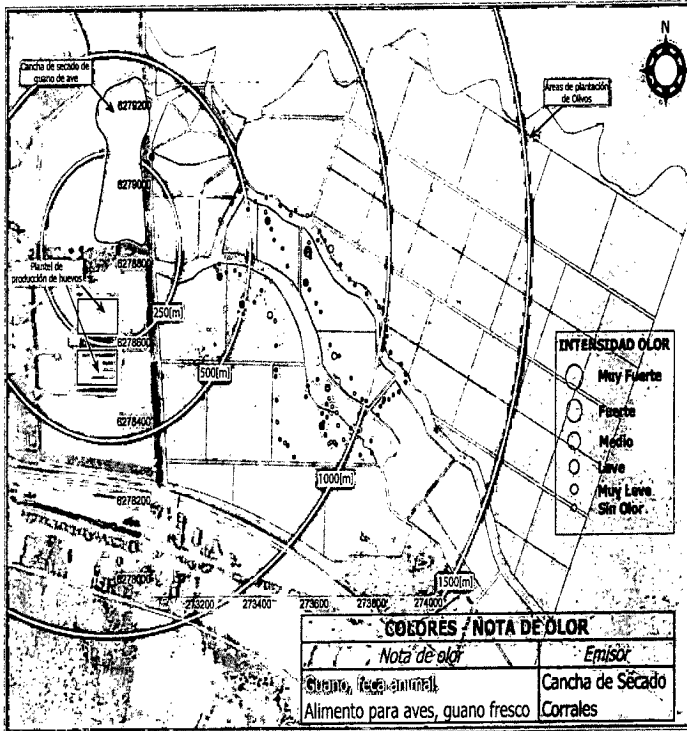 N
Cancha de secado de
guano de ave
6279200
Áreas de plantación
de Olivos
6279000
6278800
Plantel de
producción de huevos
250[m]
6278600
500[m]
INTENSIDAD OLOR
Muy Fuerte
Fuerte
Medio
Leve
Muy Leve
Sin Olor
6278400
1000[m]
6278200
6278000
1500[m]
273200
273400
273600
273800
274000
COLORES / NOTA DE OLOR
Nota de olor
Emisor
Guano, feca animal
Cancha de Secado
Alimento para aves, guano fresco
Corrales